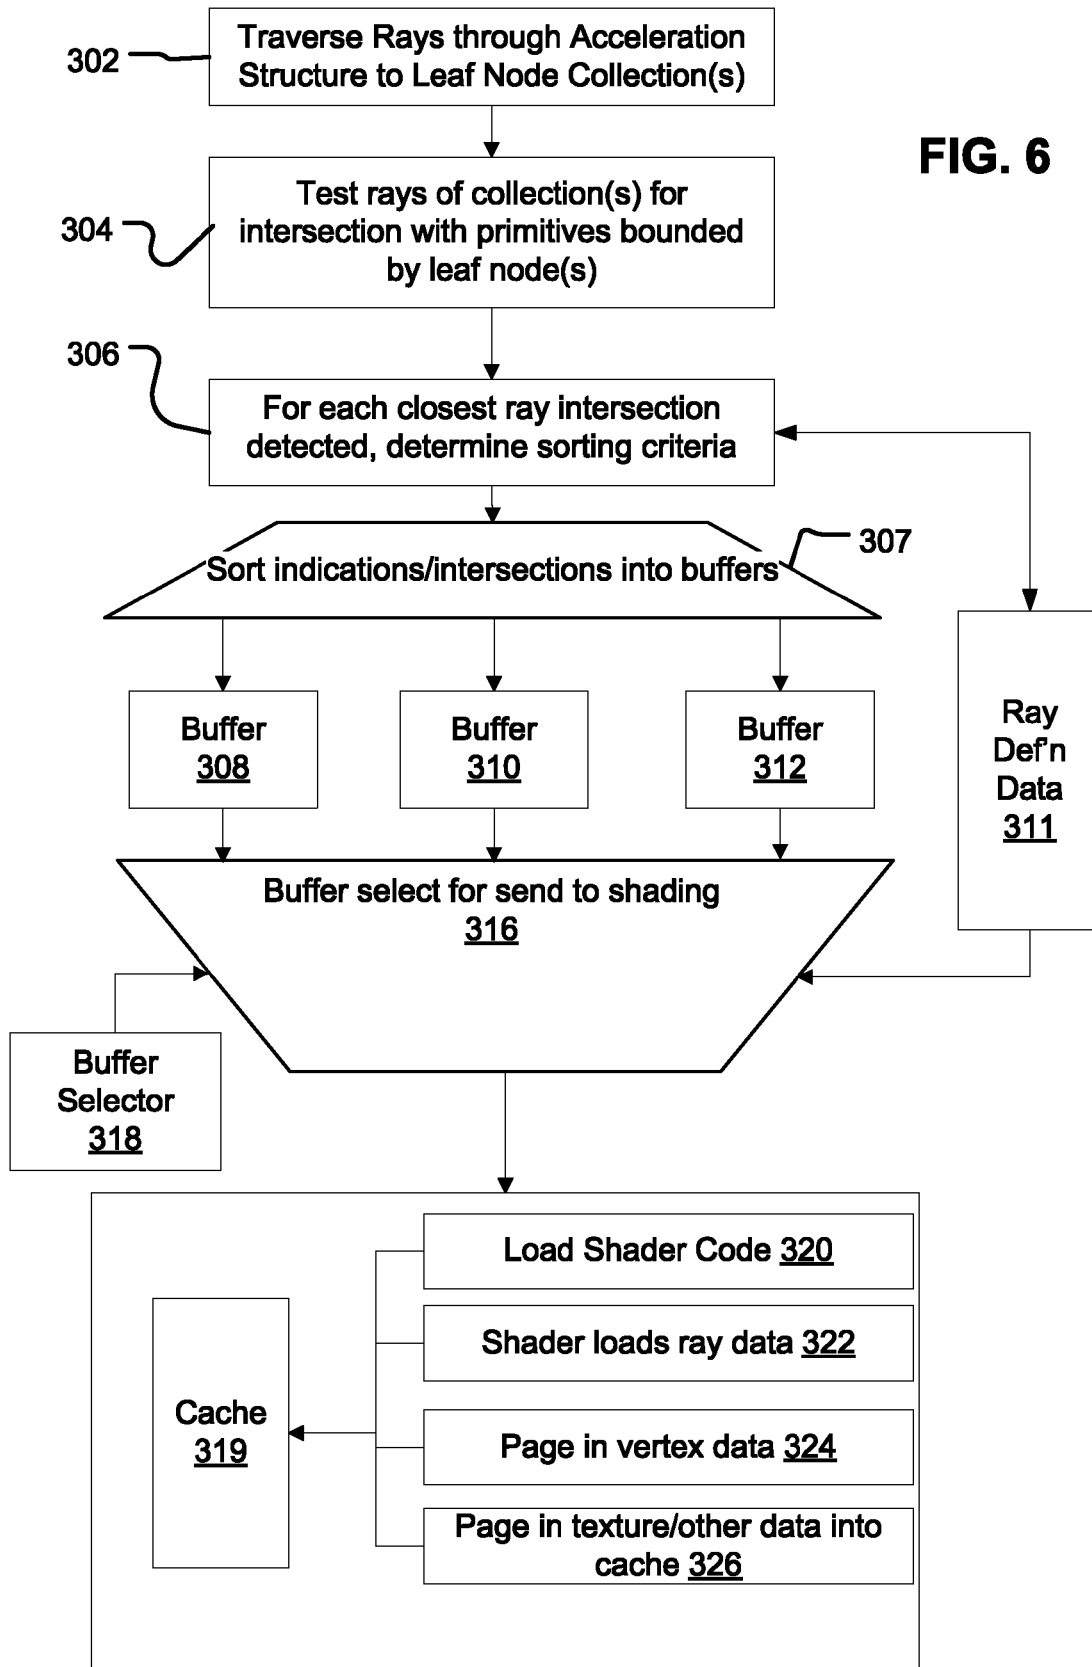 302
Traverse Rays through Acceleration
Structure to Leaf Node Collection(s)
FIG. 6
304
Test rays of collection(s) for
intersection with primitives bounded
by leaf node(s)
306
For each closest ray intersection
detected, determine sorting criteria
307
Sort indications/intersections into buffers
Buffer
308
Buffer
310
Buffer
312
Ray
Def'n
Data
311
Buffer select for send to shading
316
Buffer
Selector
318
Load Shader Code 320
Shader loads ray data 322
Cache
319
Page in vertex data 324
Page in texture/other data into
cache 326